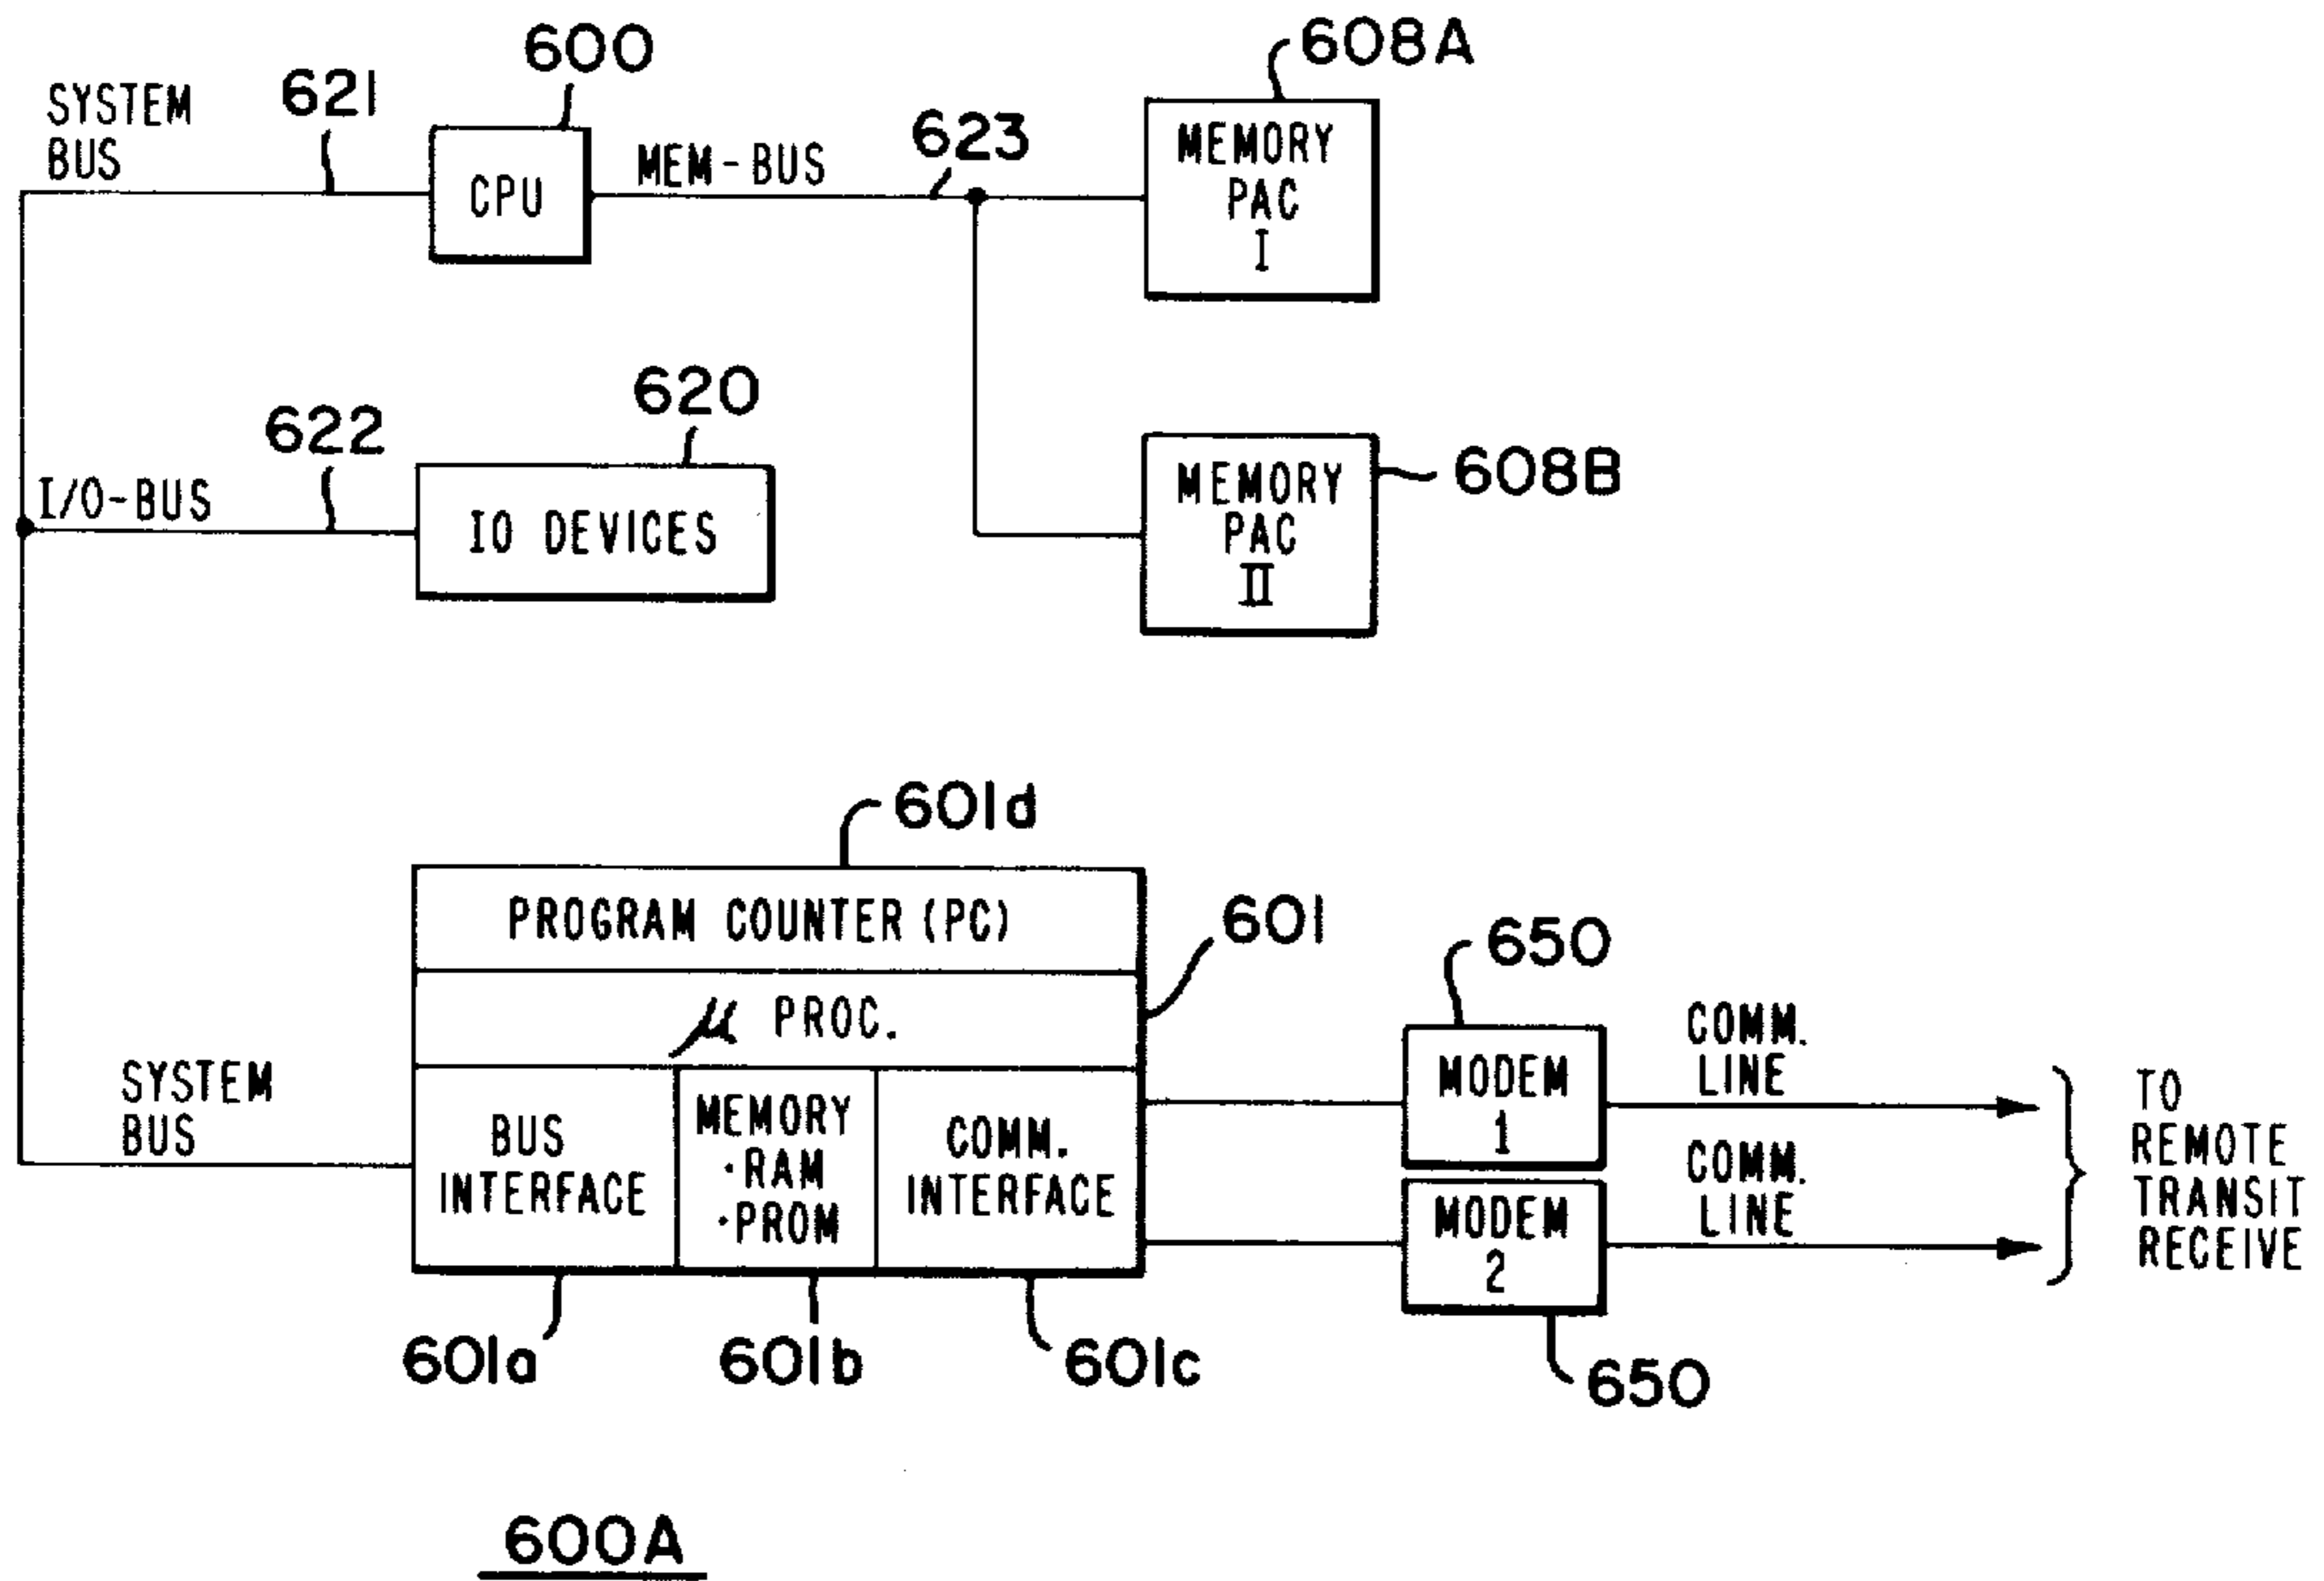 600
608A
SYSTEM
BUS
621
CPU
MEM-BUS
623
MEMORY
PAC
I
620
622
I/O-BUS
IO DEVICES
MEMORY
PAC
II
608B
601d
PROGRAM COUNTER (PC)
601
μ PROC.
650
SYSTEM
BUS
BUS
INTERFACE
MEMORY
·RAM
·PROM
COMM.
INTERFACE
MODEM
1
COMM.
LINE
MODEM
2
COMM.
LINE
TO
REMOTE
TRANSIT
RECEIVE
601a
601b
601c
650
600A